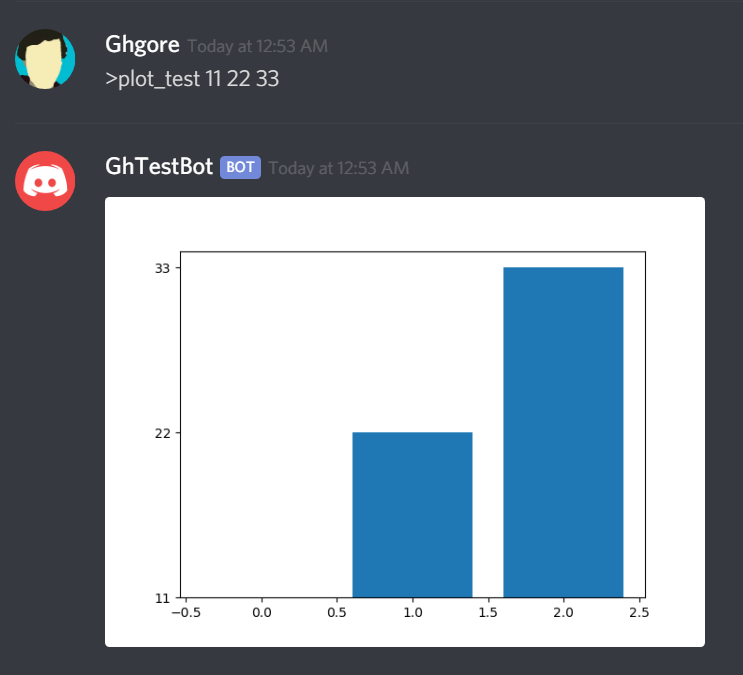 Ghgore Today at 12:53 AM
>plot_test 11 22 33
GhTestBot BOT Today at 12:53 AM
33
22
11
−0.5 0.0 0.5 1.0 1.5 2.0 2.5